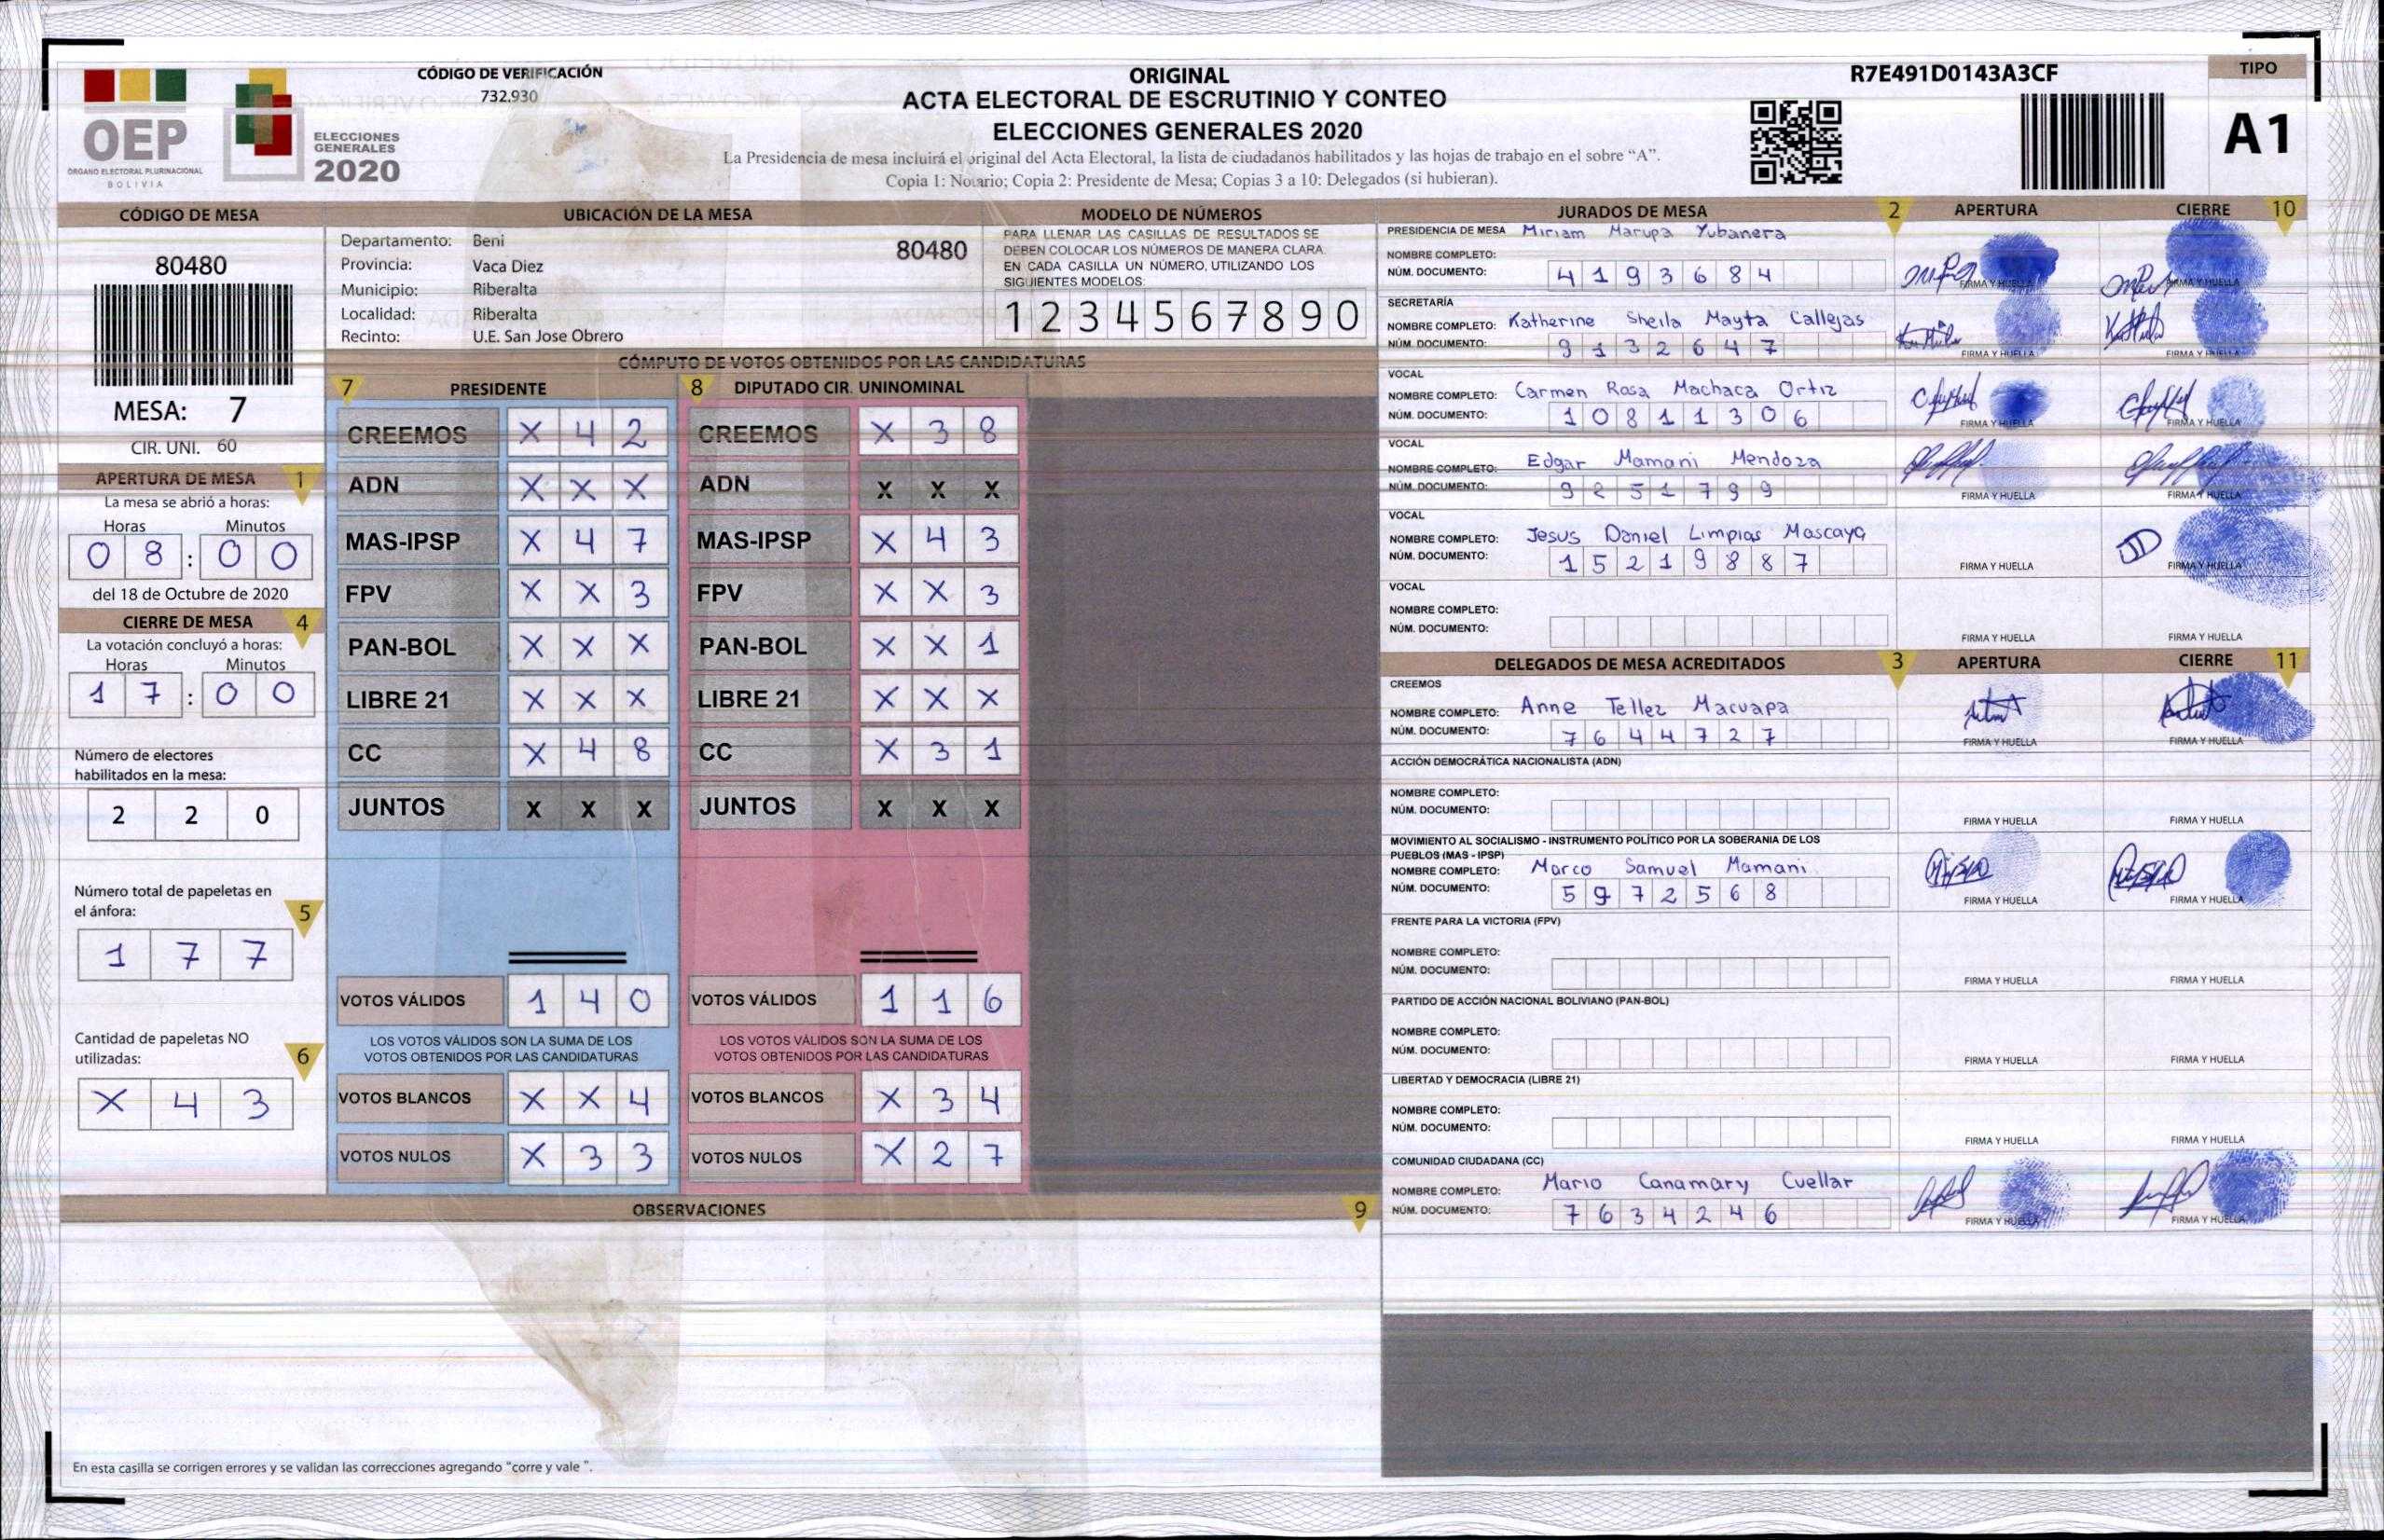 CÓDIGO DE VERIFICACIÓN
732.930
ORIGINAL
ACTA ELECTORAL DE ESCRUTINIO Y CONTEO
ELECCIONES GENERALES 2020
La Presidencia de mesa incluirá el original del Acta Electoral, la lista de ciudadanos habilitados y las hojas de trabajo en el sobre “A”.
Copia 1: Notario; Copia 2: Presidente de Mesa; Copias 3 a 10: Delegados (si hubieran).
R7E491D0143A3CF
TIPO
A1
OEP
ÓRGANO ELECTORAL PLURINACIONAL
BOLIVIA
ELECCIONES
GENERALES
2020
CÓDIGO DE MESA
80480
MESA: 7
CIR. UNI. 60
APERTURA DE MESA 1
La mesa se abrió a horas:
Horas Minutos
0 8 : 0 0
del 18 de Octubre de 2020
CIERRE DE MESA 4
La votación concluyó a horas:
Horas Minutos
1 7 : 0 0
Número de electores
habilitados en la mesa:
2 2 0
Número total de papeletas en
el ánfora: 5
1 7 7
Cantidad de papeletas NO
utilizadas: 6
X 4 3
UBICACIÓN DE LA MESA
Departamento: Beni 80480
Provincia: Vaca Diez
Municipio: Riberalta
Localidad: Riberalta
Recinto: U.E. San Jose Obrero
MODELO DE NÚMEROS
PARA LLENAR LAS CASILLAS DE RESULTADOS SE
DEBEN COLOCAR LOS NÚMEROS DE MANERA CLARA.
EN CADA CASILLA UN NÚMERO, UTILIZANDO LOS
SIGUIENTES MODELOS:
1 2 3 4 5 6 7 8 9 0
CÓMPUTO DE VOTOS OBTENIDOS POR LAS CANDIDATURAS
7 PRESIDENTE
CREEMOS X 4 2
ADN X X X
MAS-IPSP X 4 7
FPV X X 3
PAN-BOL X X X
LIBRE 21 X X X
CC X 4 8
JUNTOS X X X
VOTOS VÁLIDOS 1 4 0
LOS VOTOS VÁLIDOS SON LA SUMA DE LOS
VOTOS OBTENIDOS POR LAS CANDIDATURAS
VOTOS BLANCOS X X 4
VOTOS NULOS X 3 3
8 DIPUTADO CIR. UNINOMINAL
CREEMOS X 3 8
ADN X X X
MAS-IPSP X 4 3
FPV X X 3
PAN-BOL X X 1
LIBRE 21 X X X
CC X 3 1
JUNTOS X X X
VOTOS VÁLIDOS 1 1 6
LOS VOTOS VÁLIDOS SON LA SUMA DE LOS
VOTOS OBTENIDOS POR LAS CANDIDATURAS
VOTOS BLANCOS X 3 4
VOTOS NULOS X 2 7
OBSERVACIONES 9
En esta casilla se corrigen errores y se validan las correcciones agregando “corre y vale ”.
JURADOS DE MESA 2 APERTURA CIERRE 10
PRESIDENCIA DE MESA Miriam Marupa Yubanera
NOMBRE COMPLETO:
NÚM. DOCUMENTO: 4 1 9 3 6 8 4
FIRMA Y HUELLA FIRMA Y HUELLA
SECRETARÍA
NOMBRE COMPLETO: Katherine Sheila Mayta Callejas
NÚM. DOCUMENTO: 9 1 3 2 6 4 7
FIRMA Y HUELLA FIRMA Y HUELLA
VOCAL
NOMBRE COMPLETO: Carmen Rosa Machaca Ortiz
NÚM. DOCUMENTO: 1 0 8 1 1 3 0 6
FIRMA Y HUELLA FIRMA Y HUELLA
VOCAL
NOMBRE COMPLETO: Edgar Mamani Mendoza
NÚM. DOCUMENTO: 9 2 5 1 7 9 9
FIRMA Y HUELLA FIRMA Y HUELLA
VOCAL
NOMBRE COMPLETO: Jesus Daniel Limpias Mascaya
NÚM. DOCUMENTO: 1 5 2 1 9 8 8 7
FIRMA Y HUELLA FIRMA Y HUELLA
VOCAL
NOMBRE COMPLETO:
NÚM. DOCUMENTO:
FIRMA Y HUELLA FIRMA Y HUELLA
DELEGADOS DE MESA ACREDITADOS 3 APERTURA CIERRE 11
CREEMOS
NOMBRE COMPLETO: Anne Tellez Macuapa
NÚM. DOCUMENTO: 7 6 4 4 7 2 7
FIRMA Y HUELLA FIRMA Y HUELLA
ACCIÓN DEMOCRÁTICA NACIONALISTA (ADN)
NOMBRE COMPLETO:
NÚM. DOCUMENTO:
FIRMA Y HUELLA FIRMA Y HUELLA
MOVIMIENTO AL SOCIALISMO - INSTRUMENTO POLÍTICO POR LA SOBERANIA DE LOS
PUEBLOS (MAS - IPSP)
NOMBRE COMPLETO: Marco Samuel Mamani
NÚM. DOCUMENTO: 5 9 7 2 5 6 8
FIRMA Y HUELLA FIRMA Y HUELLA
FRENTE PARA LA VICTORIA (FPV)
NOMBRE COMPLETO:
NÚM. DOCUMENTO:
FIRMA Y HUELLA FIRMA Y HUELLA
PARTIDO DE ACCIÓN NACIONAL BOLIVIANO (PAN-BOL)
NOMBRE COMPLETO:
NÚM. DOCUMENTO:
FIRMA Y HUELLA FIRMA Y HUELLA
LIBERTAD Y DEMOCRACIA (LIBRE 21)
NOMBRE COMPLETO:
NÚM. DOCUMENTO:
FIRMA Y HUELLA FIRMA Y HUELLA
COMUNIDAD CIUDADANA (CC)
NOMBRE COMPLETO: Mario Canamary Cuellar
NÚM. DOCUMENTO: 7 6 3 4 2 4 6
FIRMA Y HUELLA FIRMA Y HUELLA